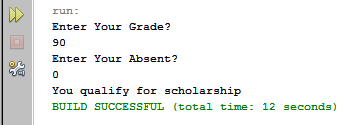 run:
Enter Your Grade?
90
Enter Your Absent?
0
You qualify for scholarship
BUILD SUCCESSFUL (total time: 12 seconds)